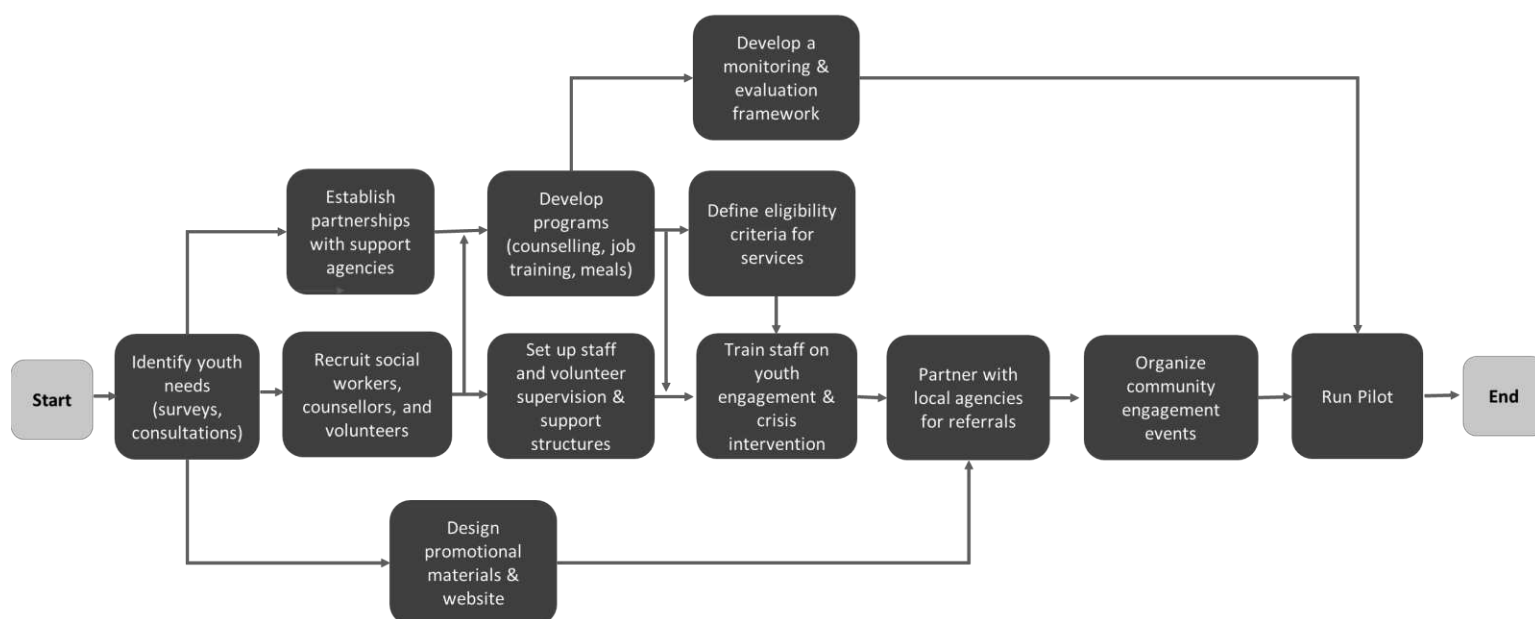 Develop a
monitoring &
evaluation
framework
Establish
partnerships
with support
agencies
Develop
programs
(counselling, job
training, meals)
Define eligibility
criteria for
services
Start
Identify youth
needs
(surveys,
consultations)
Recruit social
workers,
counsellors, and
volunteers
Set up staff
and volunteer
supervision &
support
structures
Train staff on
youth
engagement &
crisis
intervention
Partner with
local agencies
for referrals
Organize
community
engagement
events
Run Pilot
End
Design
promotional
materials &
website